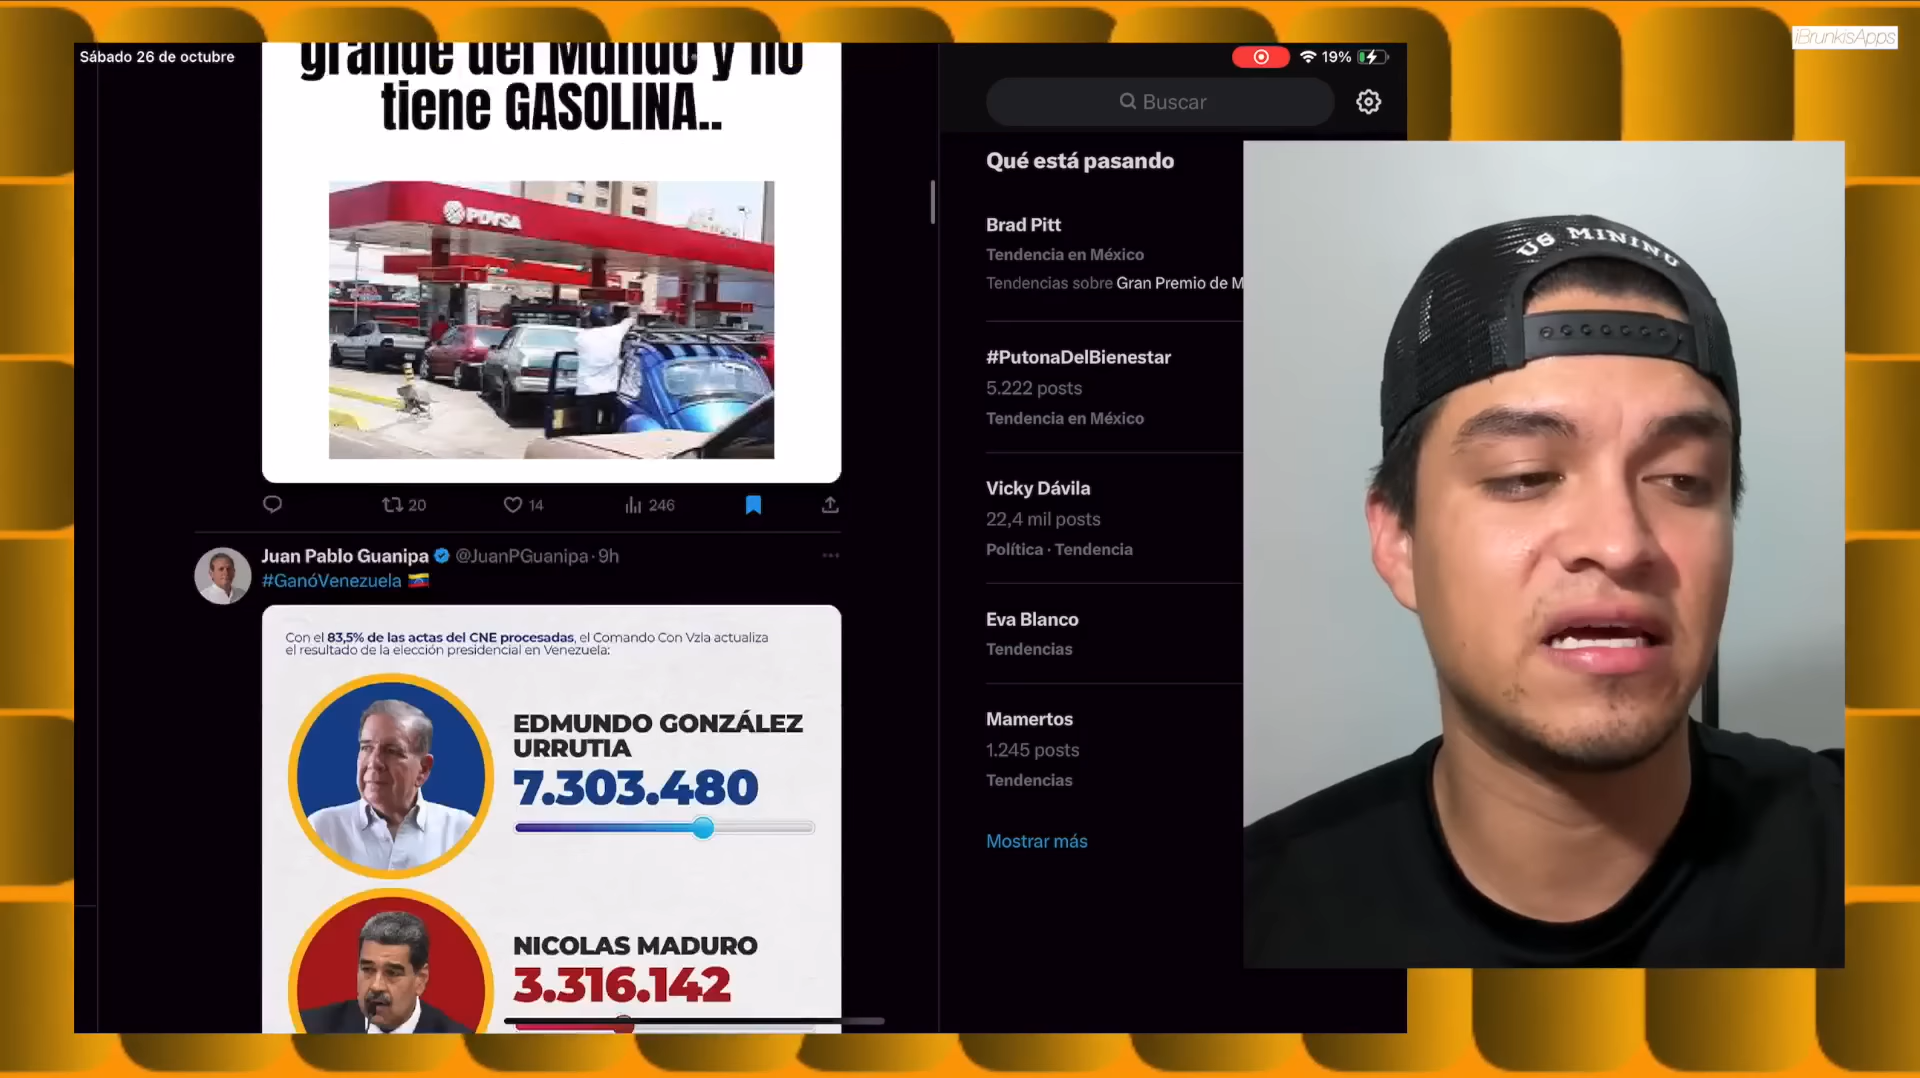 iBrunkisApps
Sábado 26 de octubre
19%
grande del Mundo y no
tiene GASOLINA..
PDVSA
20
14
246
Juan Pablo Guanipa @JuanPGuanipa · 9h
#GanóVenezuela
Con el 83,5% de las actas del CNE procesadas, el Comando Con Vzla actualiza
el resultado de la elección presidencial en Venezuela:
EDMUNDO GONZÁLEZ
URRUTIA
7.303.480
NICOLAS MADURO
3.316.142
Buscar
Qué está pasando
Brad Pitt
Tendencia en México
Tendencias sobre Gran Premio de M
#PutonaDelBienestar
5.222 posts
Tendencia en México
Vicky Dávila
22,4 mil posts
Política · Tendencia
Eva Blanco
Tendencias
Mamertos
1.245 posts
Tendencias
Mostrar más
US MINING